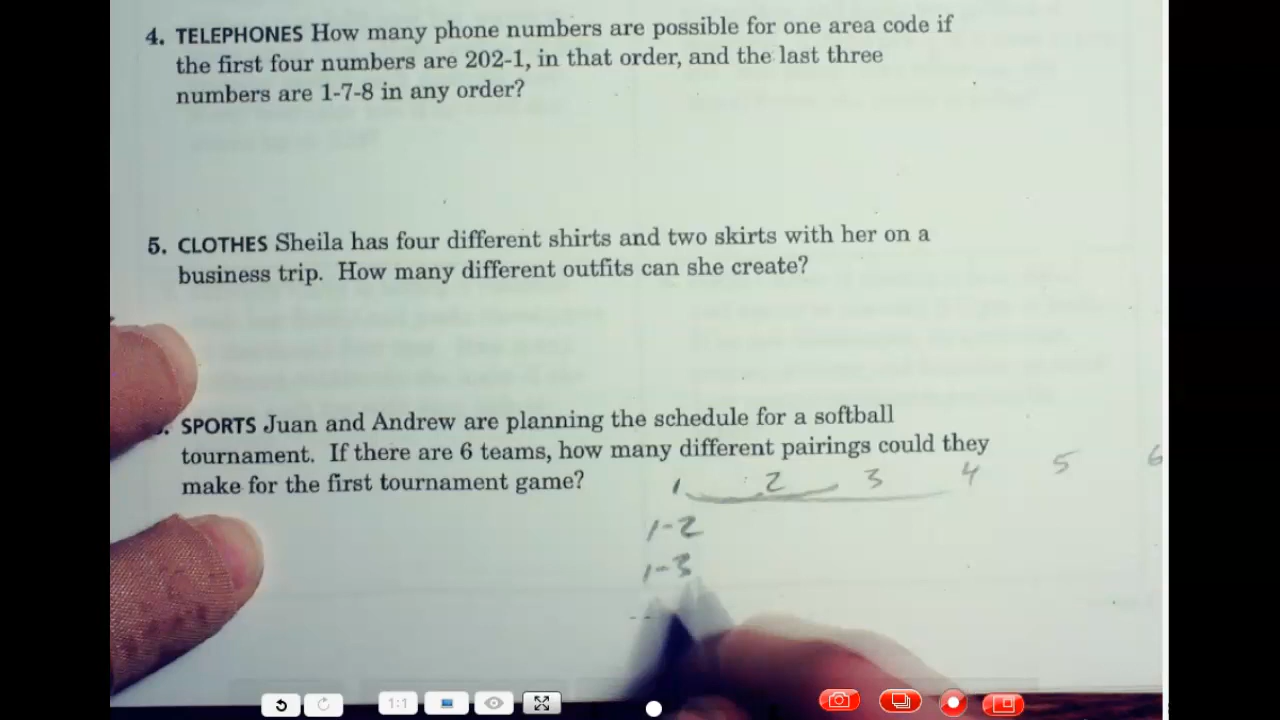 4. TELEPHONES How many phone numbers are possible for one area code if
the first four numbers are 202-1, in that order, and the last three
numbers are 1-7-8 in any order?
5. CLOTHES Sheila has four different shirts and two skirts with her on a
business trip. How many different outfits can she create?
. SPORTS Juan and Andrew are planning the schedule for a softball
tournament. If there are 6 teams, how many different pairings could they
make for the first tournament game?
1 2 3 4 5 6
1-2
1-3
1:1